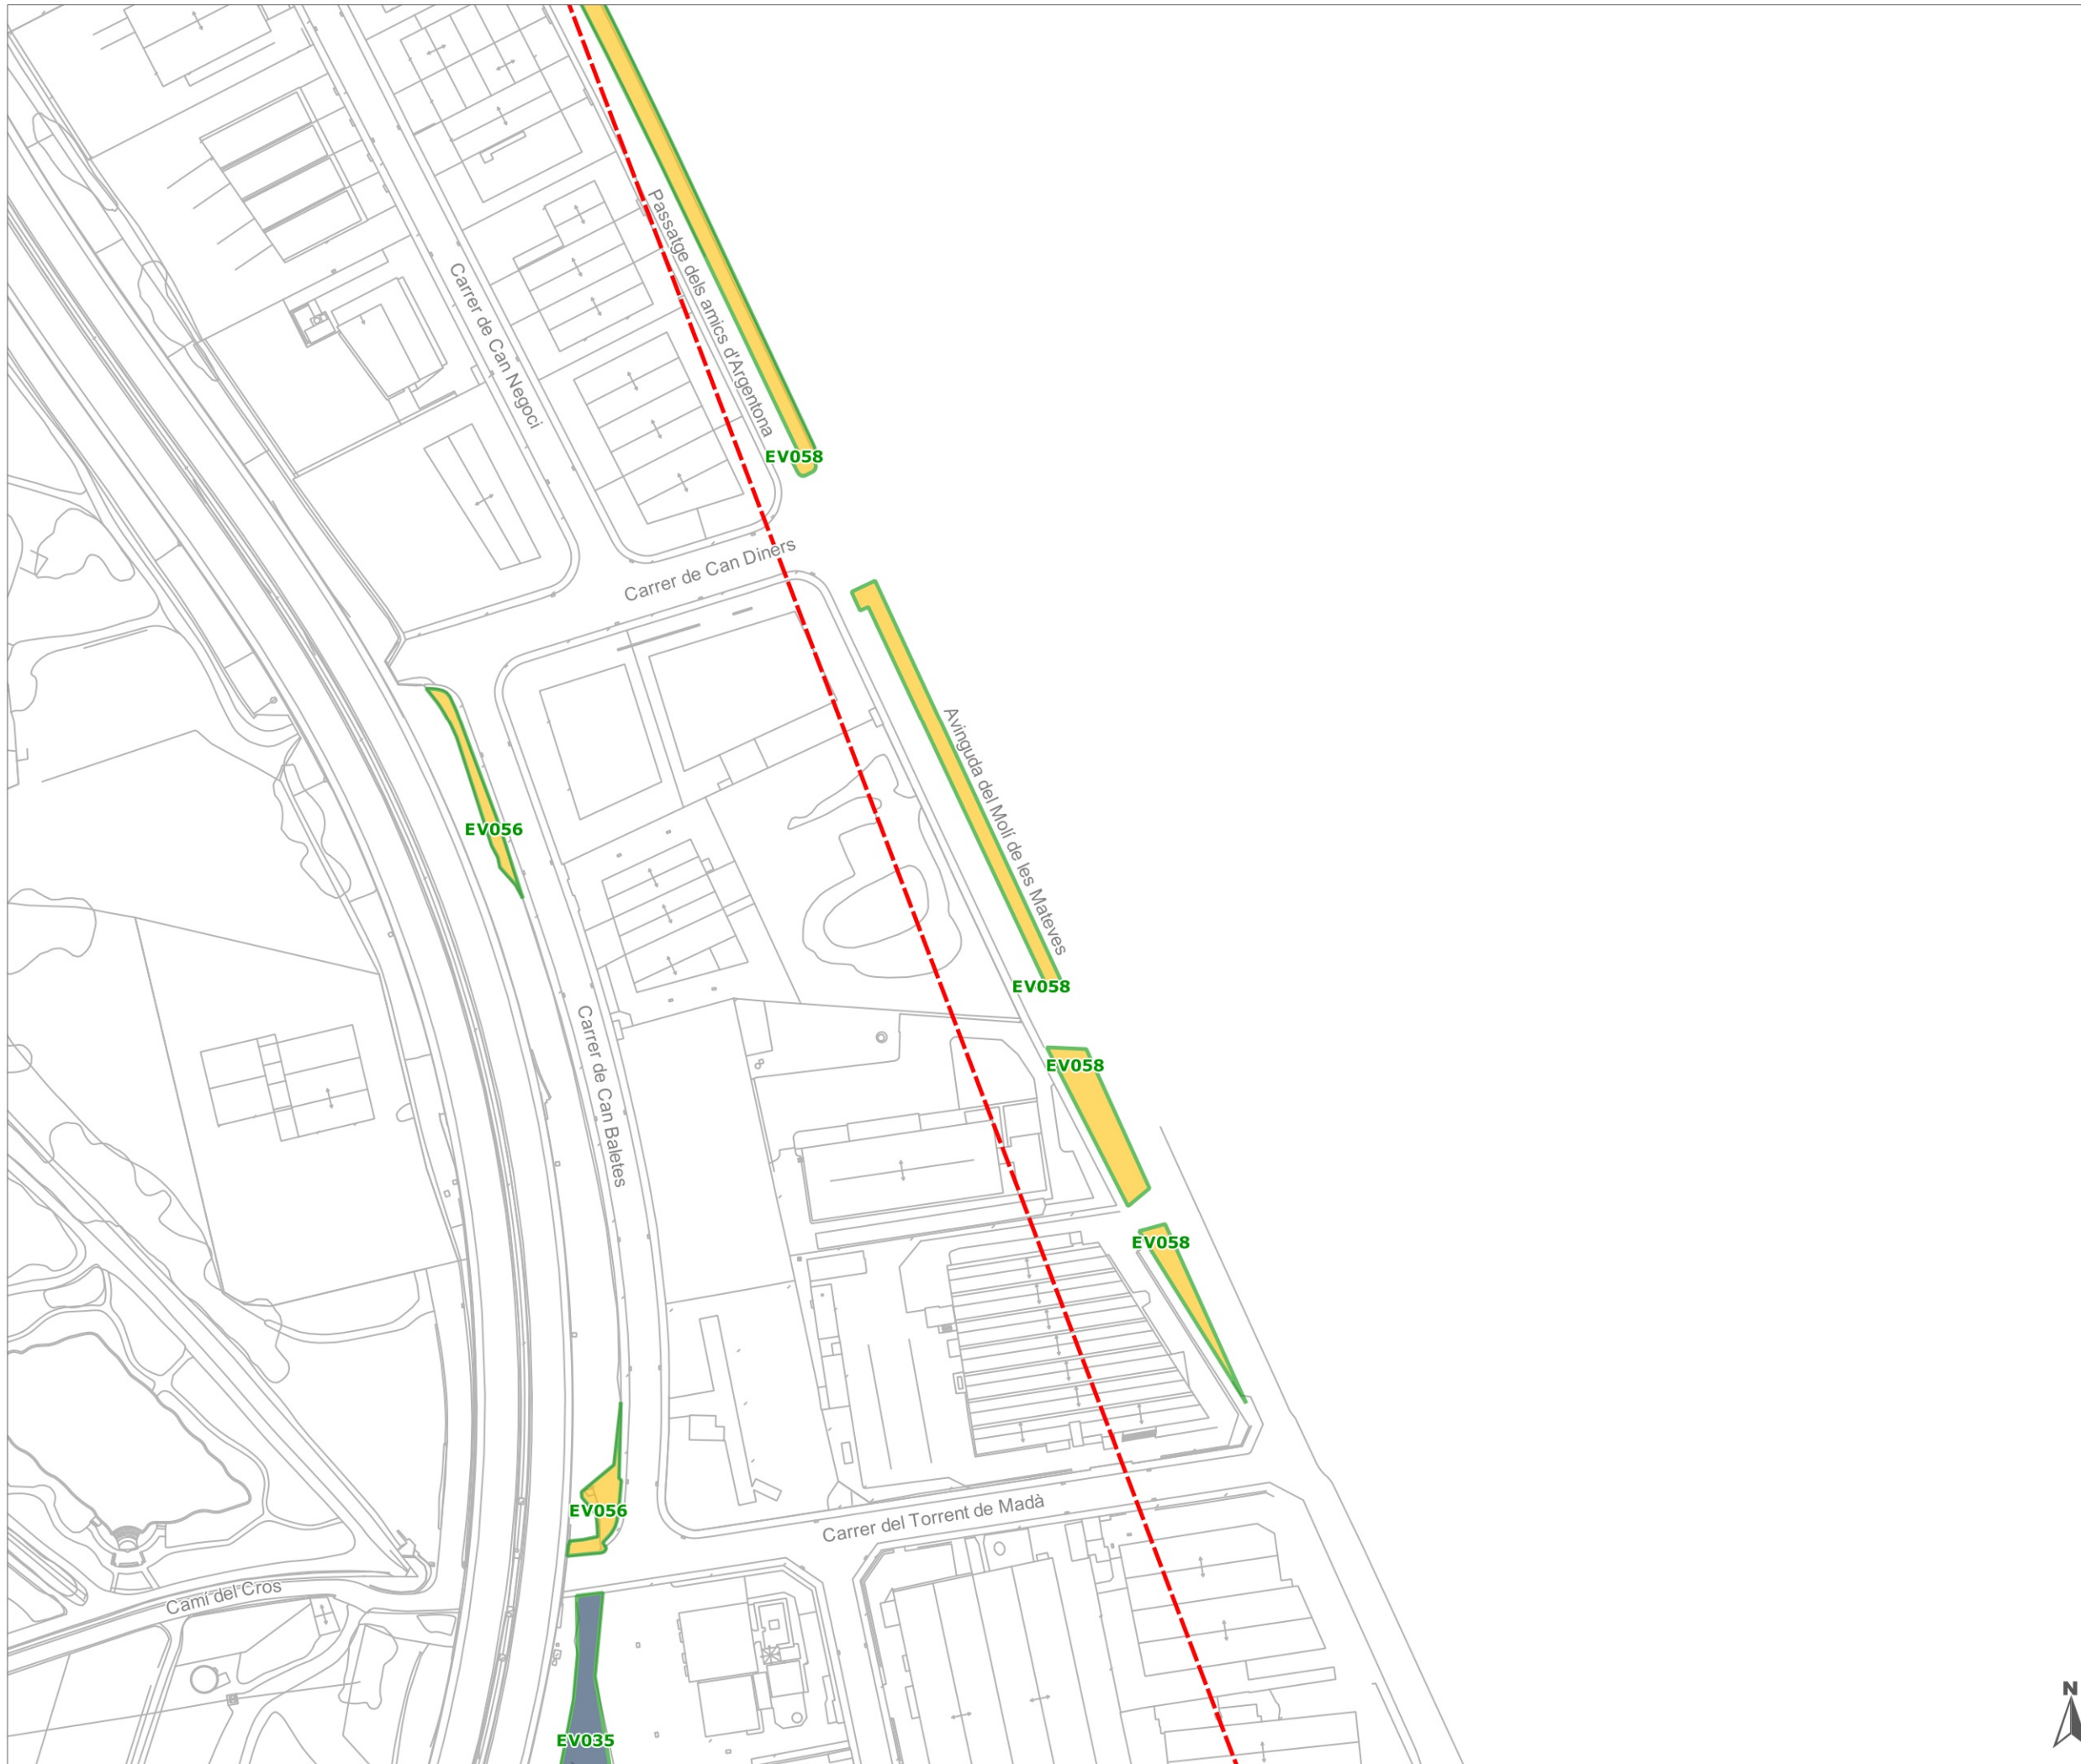 Passatge dels amics d'Argentona
Carrer de Can Negoci
EV058
Carrer de Can Diners
Avinguda del Molí de les Mateves
EV056
EV058
Carrer de Can Baletes
EV058
EV058
EV056
Carrer del Torrent de Madà
Camí del Cros
N
EV035